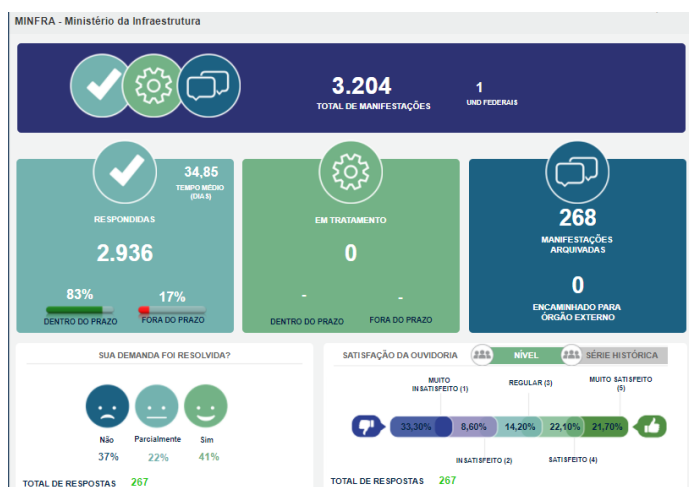 MINFRA - Ministério da Infraestrutura
3.204
TOTAL DE MANIFESTAÇÕES
1
UND FEDERAIS
34,85
TEMPO MÉDIO
(DIAS)
RESPONDIDAS
2.936
83%
17%
DENTRO DO PRAZO
FORA DO PRAZO
EM TRATAMENTO
0
-
-
DENTRO DO PRAZO
FORA DO PRAZO
268
MANIFESTAÇÕES
ARQUIVADAS
0
ENCAMINHADO PARA
ÓRGÃO EXTERNO
SUA DEMANDA FOI RESOLVIDA?
Não
Parcialmente
Sim
37%
22%
41%
TOTAL DE RESPOSTAS 267
SATISFAÇÃO DA OUVIDORIA
NÍVEL
SÉRIE HISTÓRICA
MUITO
INSATISFEITO (1)
REGULAR (3)
MUITO SATISFEITO
(5)
33,30%
8,60%
14,20%
22,10%
21,70%
INSATISFEITO (2)
SATISFEITO (4)
TOTAL DE RESPOSTAS 267